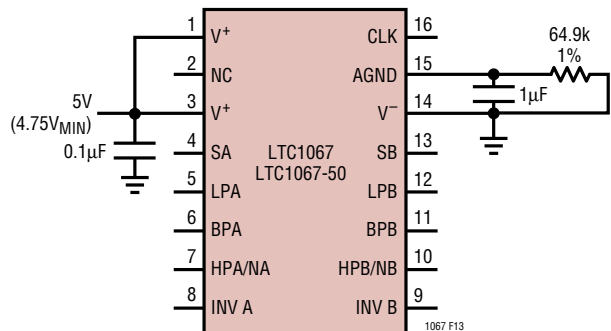 1 V+ CLK 16
2 NC AGND 15
3 V+ V− 14
4 SA SB 13
5 LPA LPB 12
6 BPA BPB 11
7 HPA/NA HPB/NB 10
8 INV A INV B 9
LTC1067
LTC1067-50
5V
(4.75VMIN)
0.1µF
64.9k
1%
1µF
1067 F13